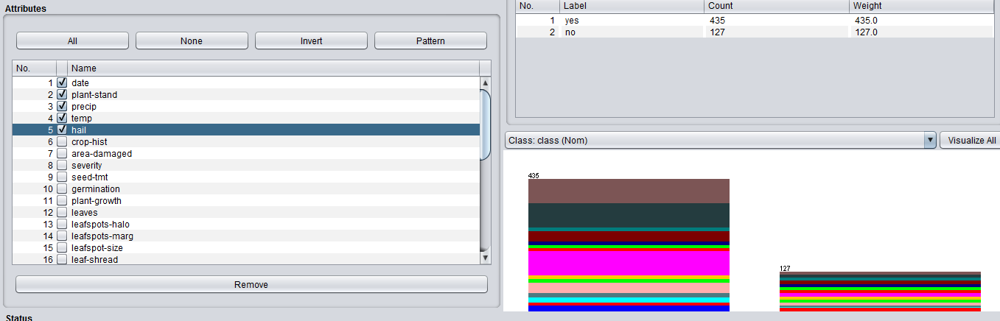 Attributes
All None Invert Pattern
No. Name
1 date
2 plant-stand
3 precip
4 temp
5 hail
6 crop-hist
7 area-damaged
8 severity
9 seed-tmt
10 germination
11 plant-growth
12 leaves
13 leafspots-halo
14 leafspots-marg
15 leafspot-size
16 leaf-shread
Remove
Status
No. Label Count Weight
1 yes 435 435.0
2 no 127 127.0
Class: class (Nom) Visualize All
435
127